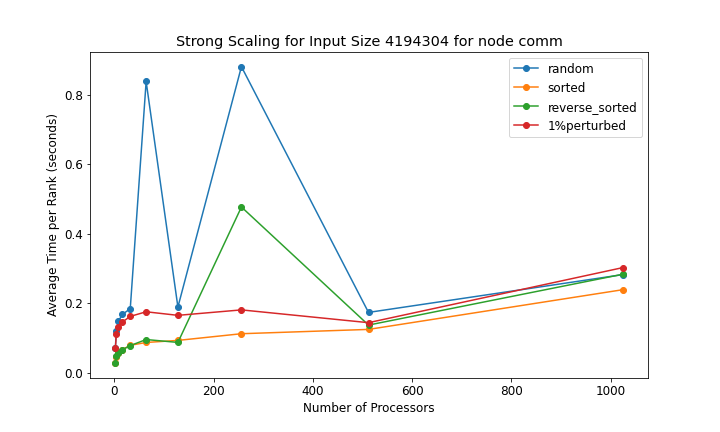 Strong Scaling for Input Size 4194304 for node comm
random
sorted
reverse_sorted
1%perturbed
Average Time per Rank (seconds)
0.8
0.6
0.4
0.2
0.0
0
200
400
600
800
1000
Number of Processors